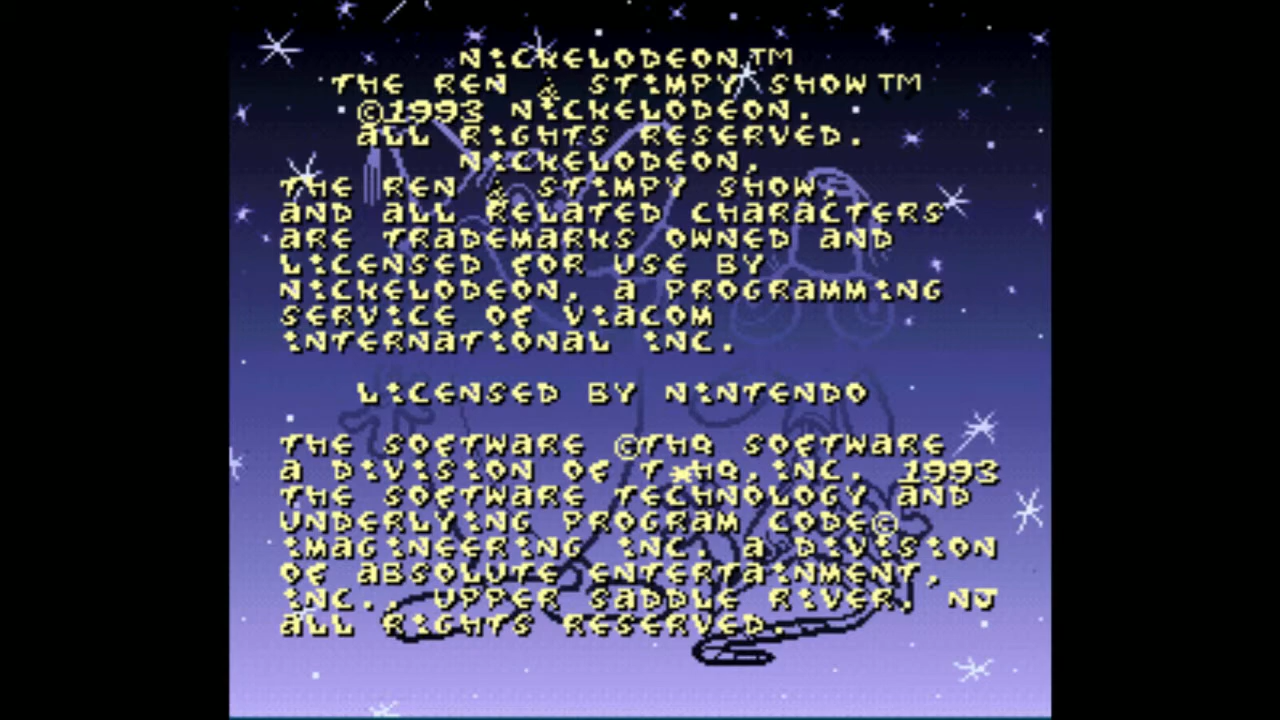 NiCKELODEON™
THE REN & STiMPY SHOW™
©1993 NiCKELODEON.
aLL RiGHTS RESERVED.
NiCKELODEON,
THE REN & STiMPY SHOW,
aND aLL RELaTED CHaRaCTERS
aRE TRaDEMaRKS OWNED aND
LiCENSED FOR USE BY
NiCKELODEON, a PROGRaMMiNG
SERViCE OF ViaCOM
iNTERNaTiONaL iNC.
LiCENSED BY NiNTENDO
THE SOFTWaRE ©THQ SOFTWaRE
a DiViSiON OF T*HQ,iNC. 1993
THE SOFTWaRE TECHNOLOGY aND
UNDERLYiNG PROGRaM CODE©
iMaGiNEERiNG iNC. a DiViSiON
OF aBSOLUTE ENTERTaiNMENT,
iNC., UPPER SaDDLE RiVER, NJ
aLL RiGHTS RESERVED.